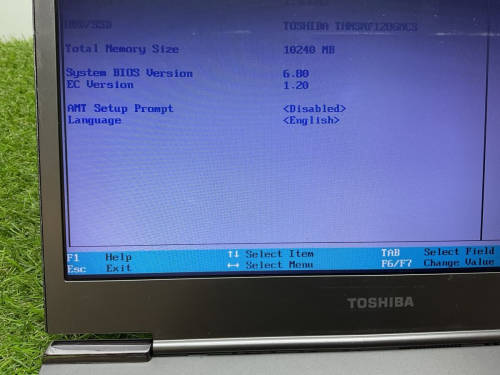 TOSHIBA
Total Memory Size 10240 MB
System BIOS Version 6.80
EC Version 1.20
AMT Setup Prompt <Disabled>
Language <English>
F1 Help ↑↓ Select Item TAB Select Field
Esc Exit ↔ Select Menu F6/F7 Change Value
TOSHIBA